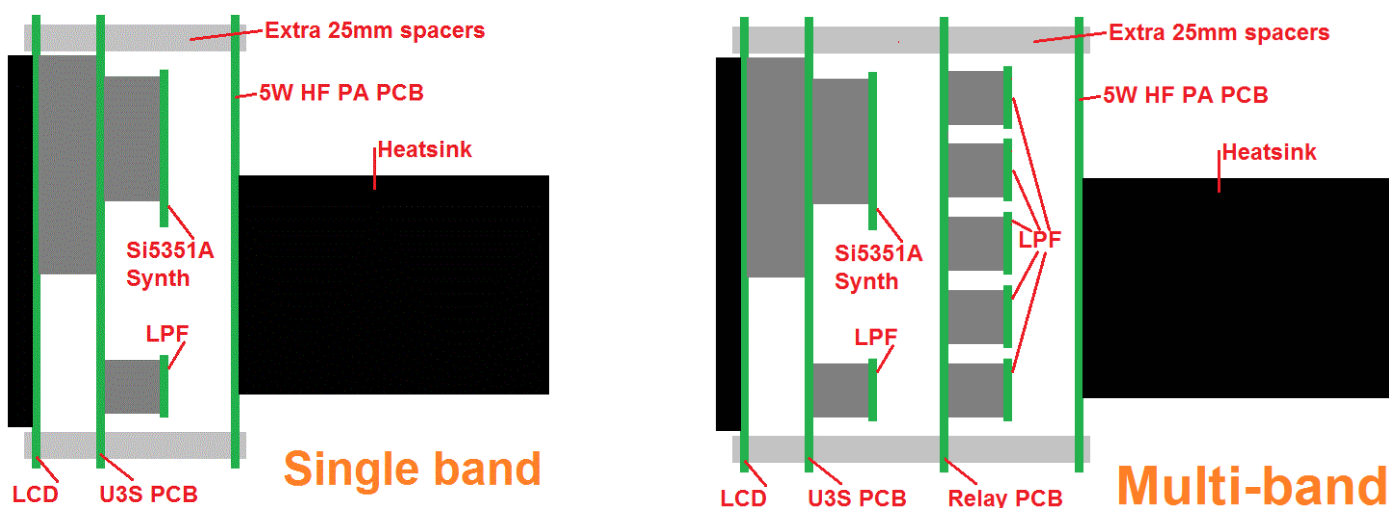 Extra 25mm spacers
5W HF PA PCB
Heatsink
Si5351A
Synth
LPF
Single band
LCD
U3S PCB
Extra 25mm spacers
5W HF PA PCB
Heatsink
Si5351A
Synth
LPF
LPF
LCD
U3S PCB
Relay PCB
Multi-band